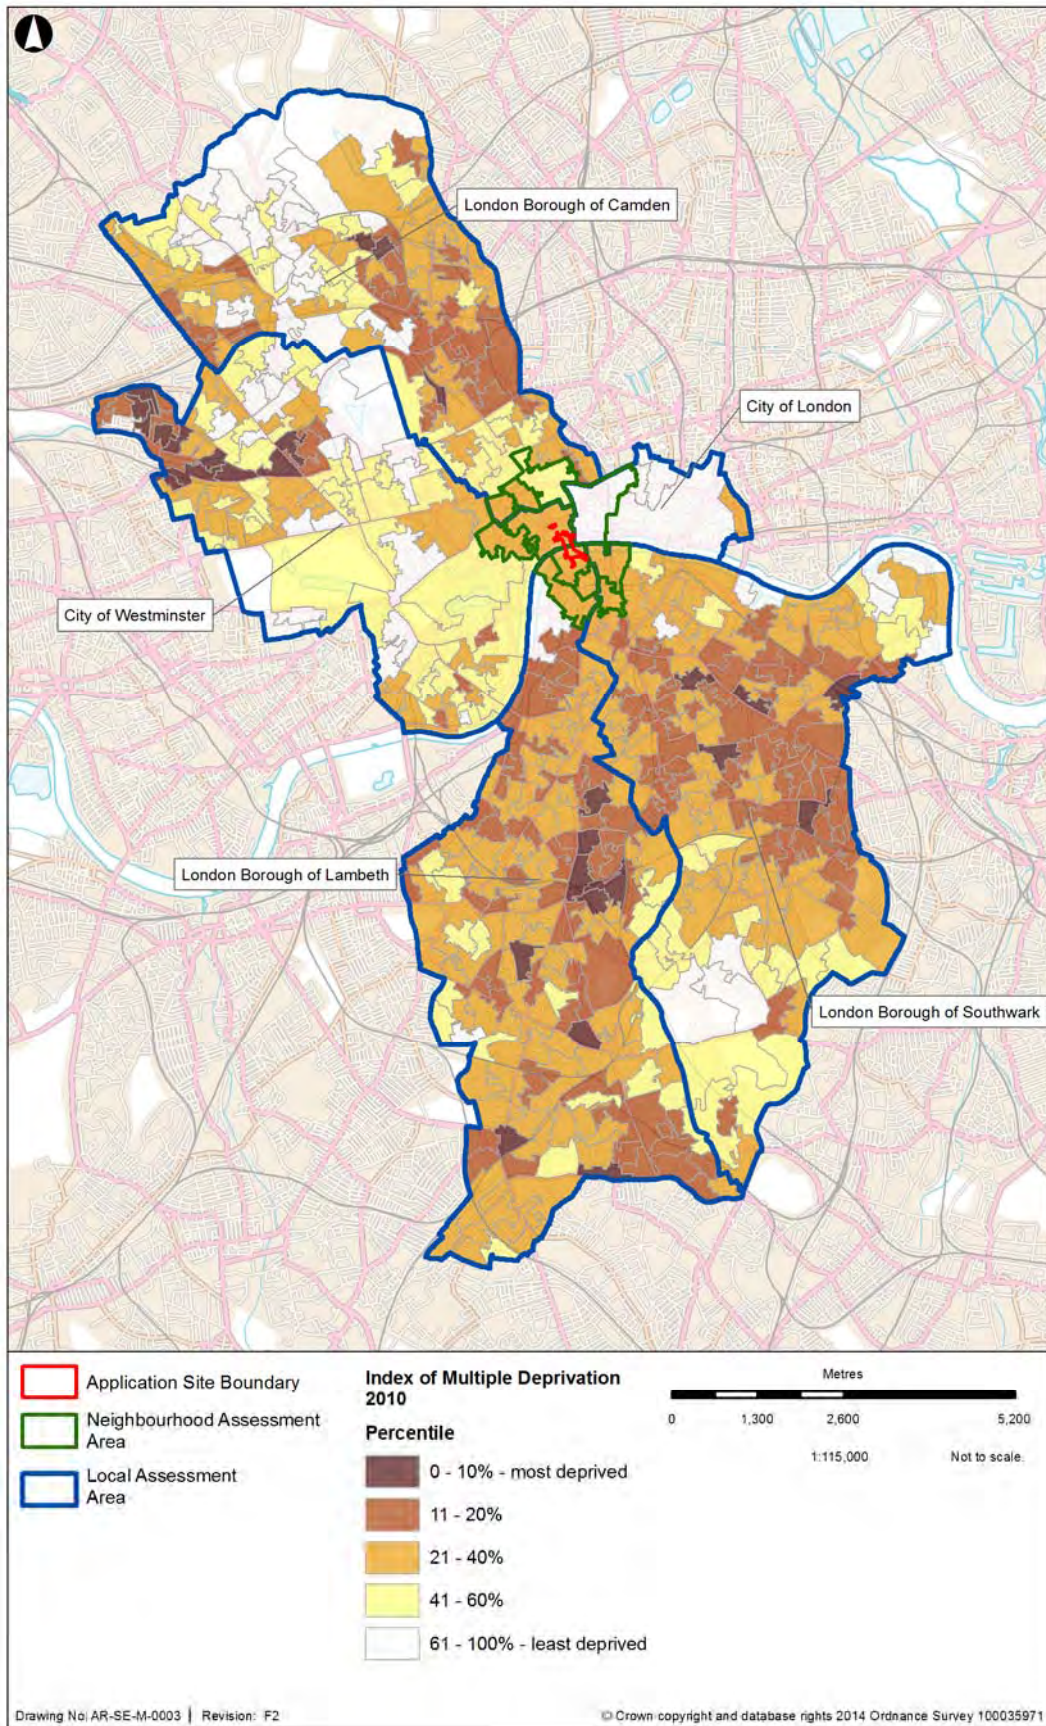 London Borough of Camden
City of London
City of Westminster
London Borough of Lambeth
London Borough of Southwark
Application Site Boundary
Neighbourhood Assessment
Area
Local Assessment
Area
Index of Multiple Deprivation
2010
Percentile
0 - 10% - most deprived
11 - 20%
21 - 40%
41 - 60%
61 - 100% - least deprived
Metres
0 1,300 2,600 5,200
1:115,000 Not to scale.
Drawing No: AR-SE-M-0003 | Revision: F2
© Crown copyright and database rights 2014 Ordnance Survey 100035971